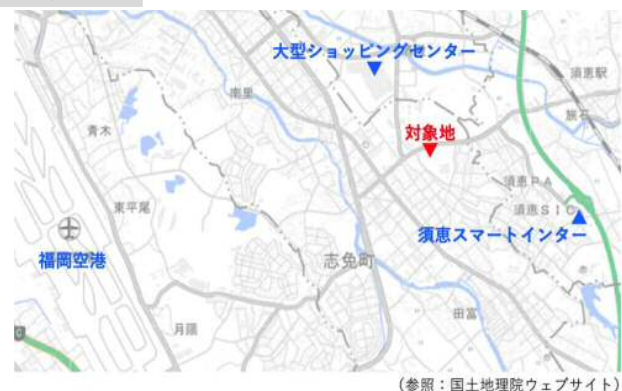 大型ショッピングセンター
須恵駅
南里
旅石
青木
対象地
須恵ＰＡ
東平尾
須恵ＳＩＣ
須恵スマートインター
福岡空港
志免町
田富
月隈
(参照：国土地理院ウェブサイト)